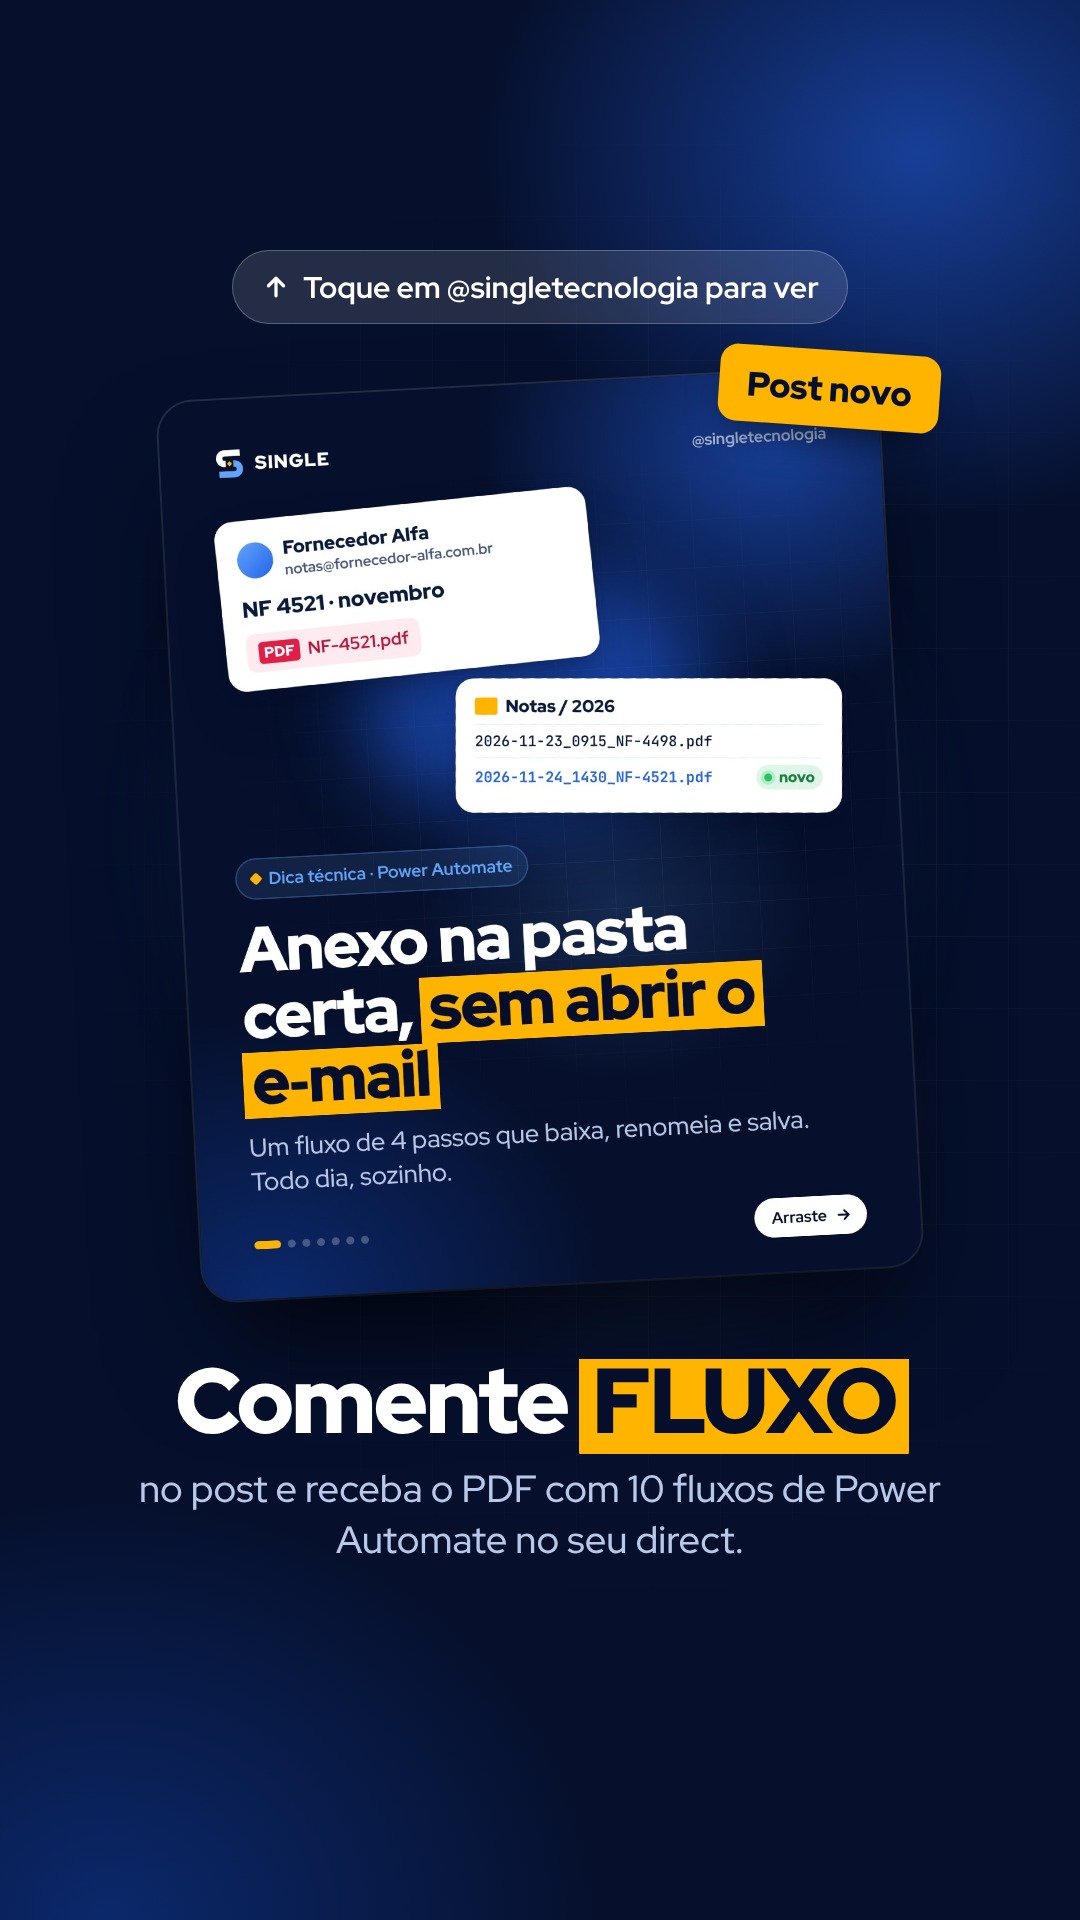 ↑ Toque em @singletecnologia para ver
Post novo
SINGLE
@singletecnologia
Fornecedor Alfa
notas@fornecedor-alfa.com.br
NF 4521 · novembro
PDF NF-4521.pdf
Notas / 2026
2026-11-23_0915_NF-4498.pdf
2026-11-24_1430_NF-4521.pdf novo
Dica técnica · Power Automate
Anexo na pasta
certa, sem abrir o
e-mail
Um fluxo de 4 passos que baixa, renomeia e salva.
Todo dia, sozinho.
Arraste →
Comente FLUXO
no post e receba o PDF com 10 fluxos de Power
Automate no seu direct.